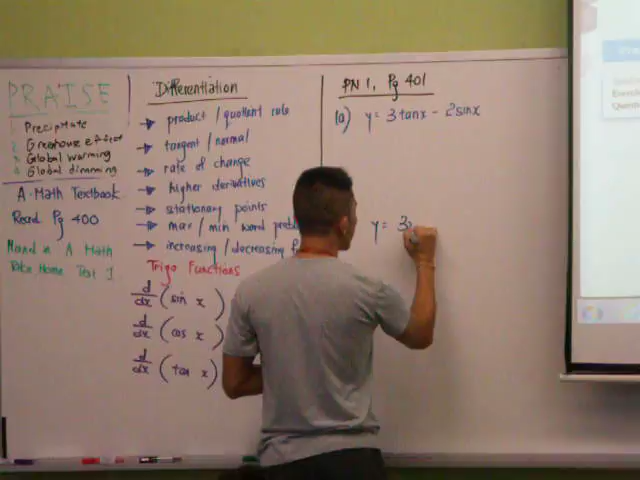 PRAISE
1 Precipitate
2 Greenhouse effect
3 Global warming
4 Global dimming
A-Math Textbook
Read Pg 400
Hand in A Math
Take Home Test 1
Differentiation
→ product / quotient rule
→ tangent / normal
→ rate of change
→ higher derivatives
→ stationary points
→ max / min word
→ increasing / decreasing
Trigo Functions
d/dx (sin x)
d/dx (cos x)
d/dx (tan x)
PN 1, Pg 401
(a) y = 3 tan x - 2 sin x
y = 3